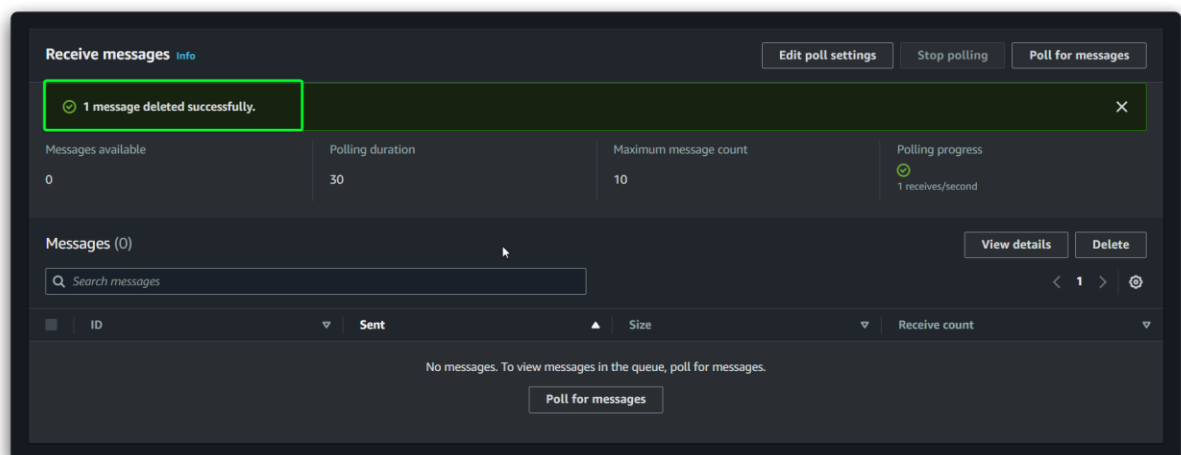 Receive messages Info
Edit poll settings
Stop polling
Poll for messages
1 message deleted successfully.
Messages available
0
Polling duration
30
Maximum message count
10
Polling progress
1 receives/second
Messages (0)
View details
Delete
Search messages
1
ID
Sent
Size
Receive count
No messages. To view messages in the queue, poll for messages.
Poll for messages